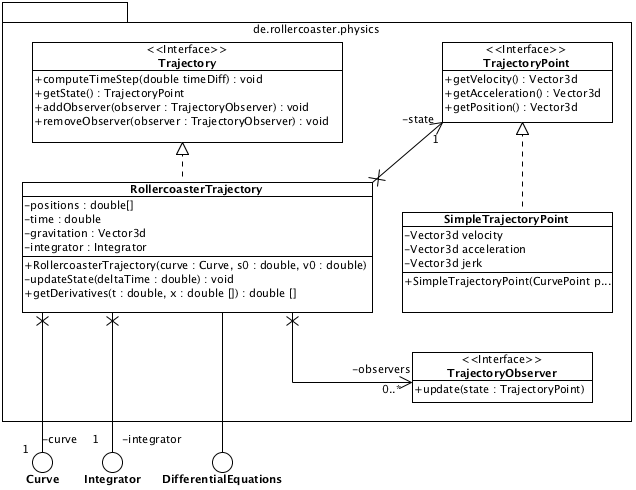 de.rollercoaster.physics
<<Interface>>
Trajectory
+computeTimeStep(double timeDiff) : void
+getState() : TrajectoryPoint
+addObserver(observer : TrajectoryObserver) : void
+removeObserver(observer : TrajectoryObserver) : void
<<Interface>>
TrajectoryPoint
+getVelocity() : Vector3d
+getAcceleration() : Vector3d
+getPosition() : Vector3d
-state
1
RollercoasterTrajectory
-positions : double[]
-time : double
-gravitation : Vector3d
-integrator : Integrator
+RollercoasterTrajectory(curve : Curve, s0 : double, v0 : double)
-updateState(deltaTime : double) : void
+getDerivatives(t : double, x : double []) : double []
SimpleTrajectoryPoint
-Vector3d velocity
-Vector3d acceleration
-Vector3d jerk
+SimpleTrajectoryPoint(CurvePoint p...
-observers
0..*
<<Interface>>
TrajectoryObserver
+update(state : TrajectoryPoint)
-curve
1
1
-integrator
Curve
Integrator
DifferentialEquations